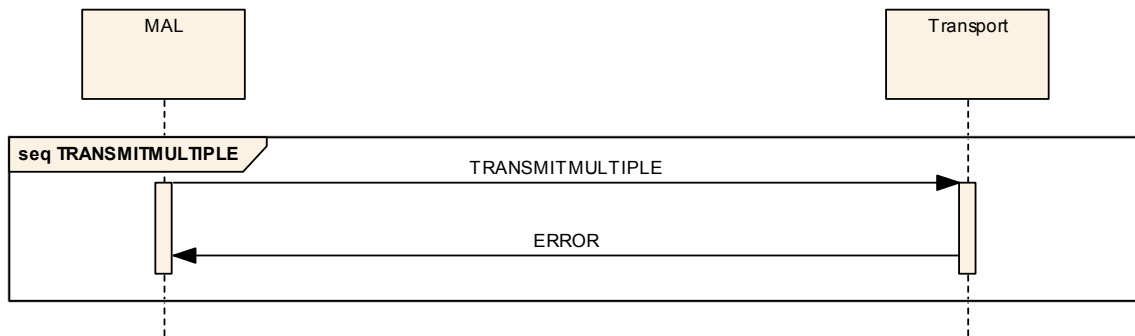 MAL
Transport
seq TRANSMITMULTIPLE
TRANSMITMULTIPLE
ERROR